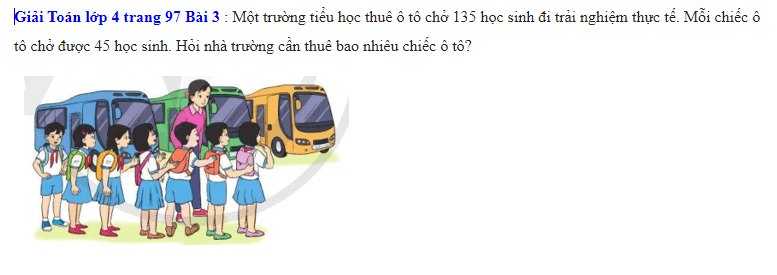 Giải Toán lớp 4 trang 97 Bài 3 : Một trường tiểu học thuê ô tô chở 135 học sinh đi trải nghiệm thực tế. Mỗi chiếc ô
tô chở được 45 học sinh. Hỏi nhà trường cần thuê bao nhiêu chiếc ô tô?